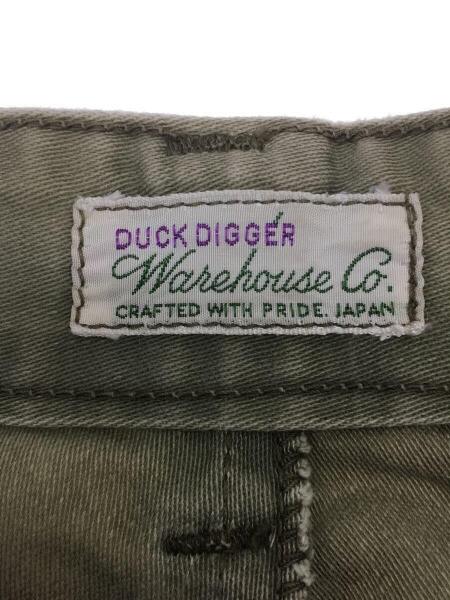 DUCK DIGGER
Warehouse Co.
CRAFTED WITH PRIDE. JAPAN